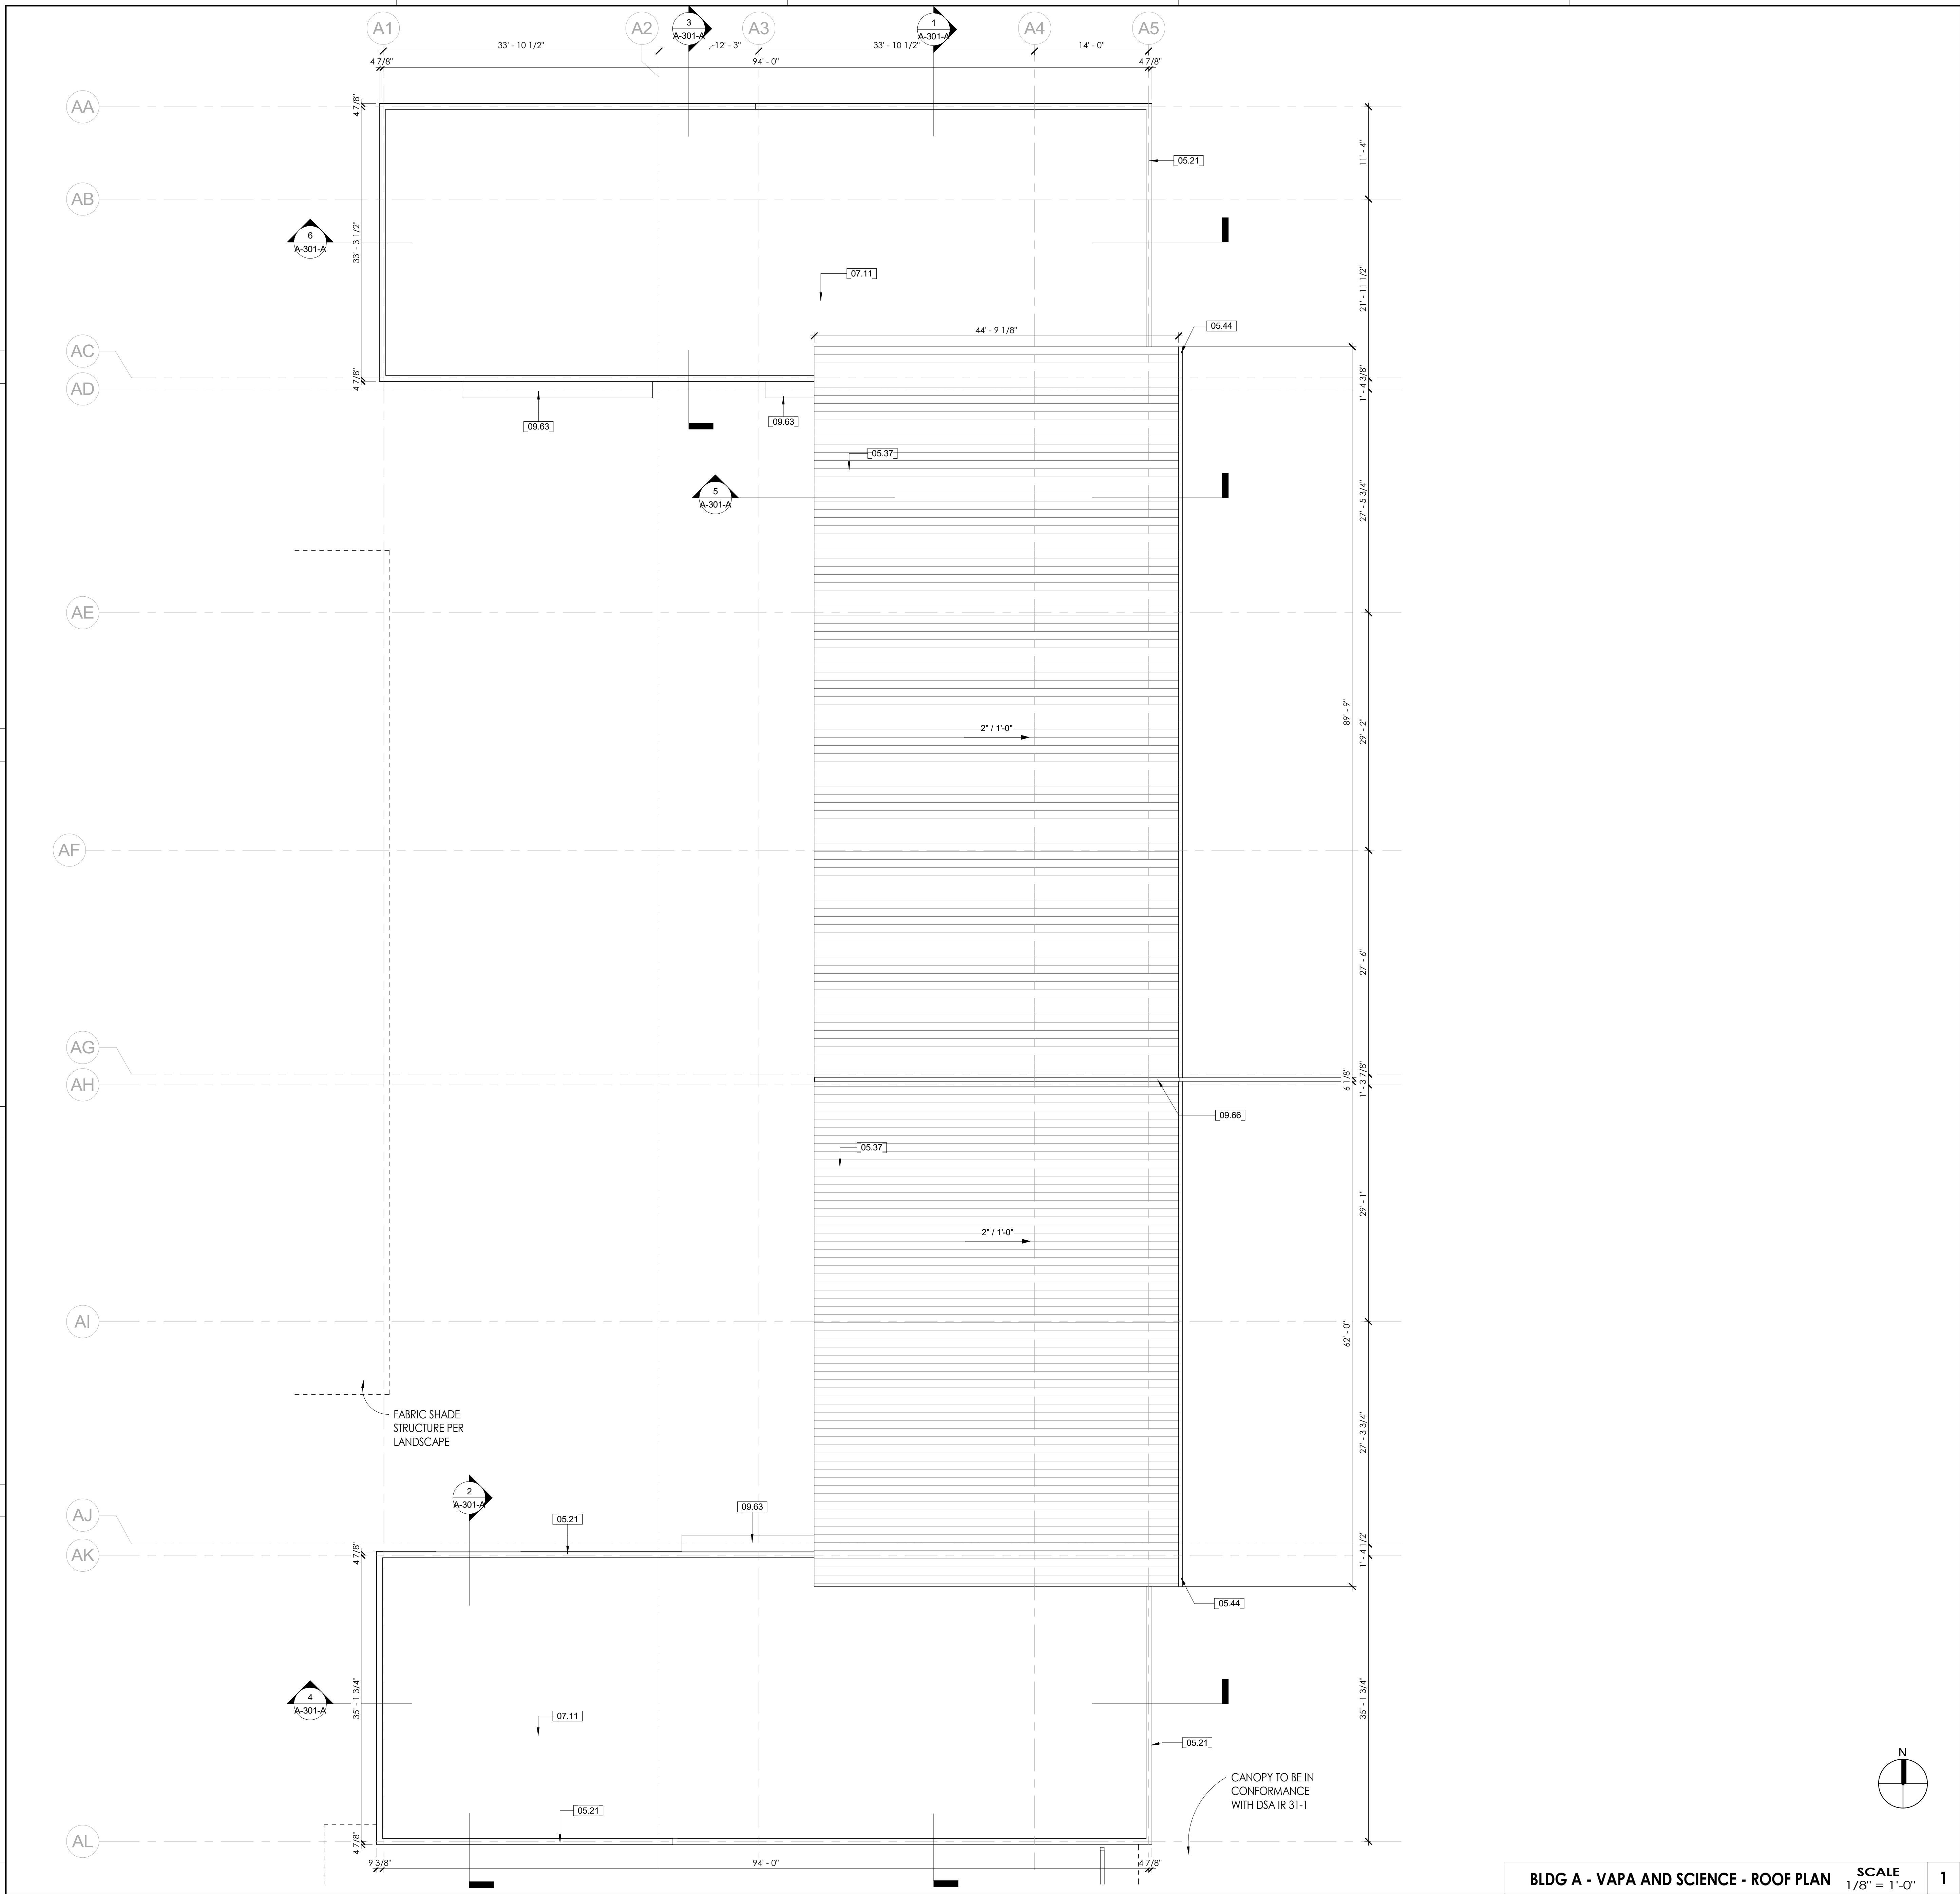 A1
A2
3
A-301-A
A3
1
A-301-A
A4
A5
33' - 10 1/2"
12' - 3"
33' - 10 1/2"
14' - 0"
4 7/8"
94' - 0"
4 7/8"
AA
4 7/8"
11' - 4"
05.21
AB
6
A-301-A
33' - 3 1/2"
07.11
21' - 11 1/2"
44' - 9 1/8"
05.44
AC
AD
4 7/8"
1' - 4 3/8"
09.63
09.63
05.37
5
A-301-A
27' - 5 3/4"
AE
89' - 9"
29' - 2"
2" / 1'-0"
AF
27' - 6"
AG
AH
6 1/8"
1' - 3 7/8"
09.66
05.37
29' - 1"
2" / 1'-0"
AI
62' - 0"
FABRIC SHADE
STRUCTURE PER
LANDSCAPE
27' - 3 3/4"
2
A-301-A
09.63
05.21
AJ
AK
4 7/8"
1' - 4 1/2"
05.44
4
A-301-A
35' - 1 3/4"
35' - 1 3/4"
07.11
05.21
CANOPY TO BE IN
CONFORMANCE
WITH DSA IR 31-1
N
05.21
AL
4 7/8"
9 3/8"
94' - 0"
4 7/8"
BLDG A - VAPA AND SCIENCE - ROOF PLAN
SCALE
1/8" = 1'-0"
1